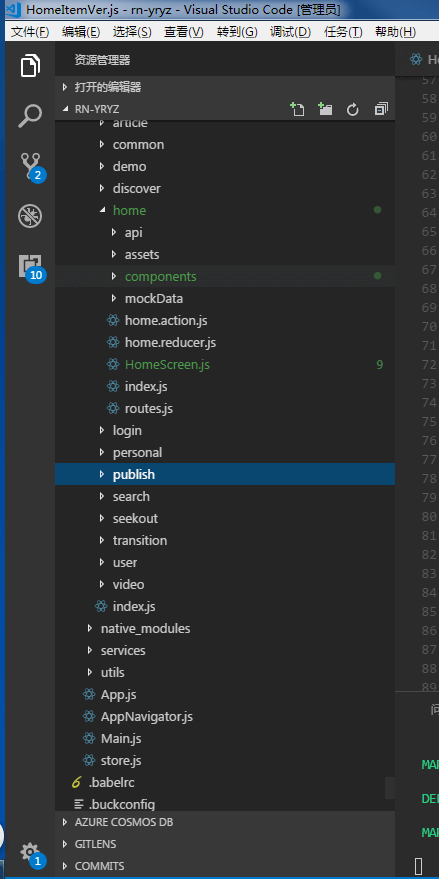 HomeItemVer.js - rn-yryz - Visual Studio Code [管理员]
文件(F) 编辑(E) 选择(S) 查看(V) 转到(G) 调试(D) 任务(T) 帮助(H)
资源管理器
打开的编辑器
RN-YRYZ
article
common
demo
2
discover
home
api
assets
10
components
mockData
home.action.js
home.reducer.js
HomeScreen.js 9
index.js
routes.js
login
personal
publish
search
seekout
transition
user
video
index.js
native_modules
services
utils
App.js
AppNavigator.js
Main.js
store.js
.babelrc
.buckconfig
AZURE COSMOS DB
GITLENS
1
COMMITS
57
58
59
60
61
62
63
64
65
66
67
68
69
70
71
72
73
74
75
76
77
78
79
80
81
82
83
84
85
86
87
88
89